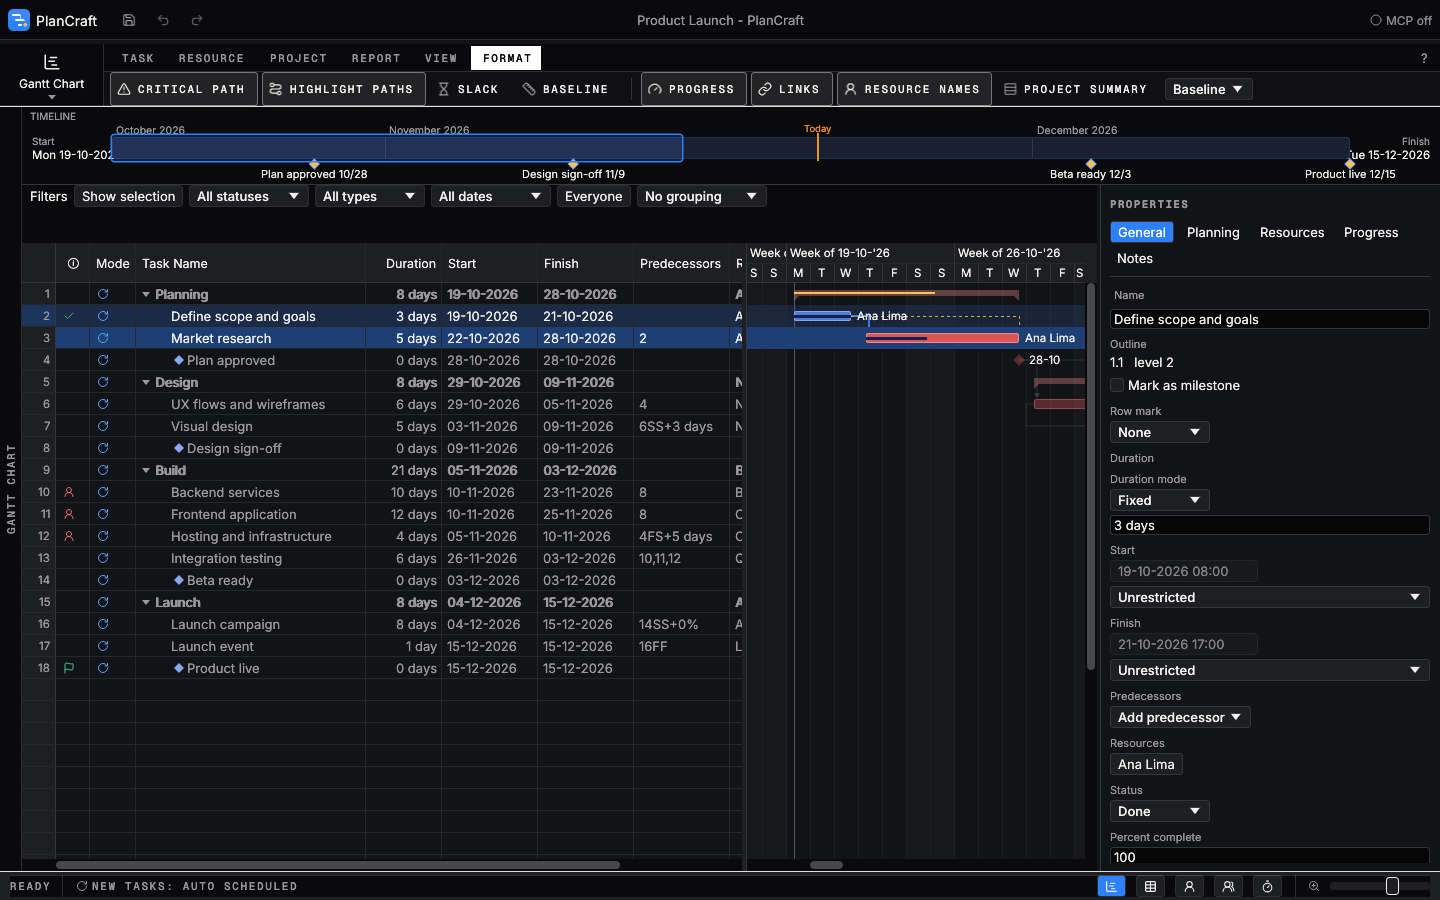 PlanCraft
Product Launch - PlanCraft
MCP off
Gantt Chart
TASK RESOURCE PROJECT REPORT VIEW FORMAT
?
CRITICAL PATH HIGHLIGHT PATHS SLACK BASELINE PROGRESS LINKS RESOURCE NAMES PROJECT SUMMARY Baseline
TIMELINE
October 2026 November 2026 Today December 2026
Start
Mon 19-10-202
Finish
ue 15-12-2026
Plan approved 10/28 Design sign-off 11/9 Beta ready 12/3 Product live 12/15
Filters Show selection All statuses All types All dates Everyone No grouping
GANTT CHART
Mode Task Name Duration Start Finish Predecessors R
Week Week of 19-10-'26 Week of 26-10-'26
S S M T W T F S S M T W T F S
1 Planning 8 days 19-10-2026 28-10-2026 A
2 Define scope and goals 3 days 19-10-2026 21-10-2026 A Ana Lima
3 Market research 5 days 22-10-2026 28-10-2026 2 A Ana Lima
4 Plan approved 0 days 28-10-2026 28-10-2026 28-10
5 Design 8 days 29-10-2026 09-11-2026 N
6 UX flows and wireframes 6 days 29-10-2026 05-11-2026 4 N
7 Visual design 5 days 03-11-2026 09-11-2026 6SS+3 days N
8 Design sign-off 0 days 09-11-2026 09-11-2026
9 Build 21 days 05-11-2026 03-12-2026 B
10 Backend services 10 days 10-11-2026 23-11-2026 8 B
11 Frontend application 12 days 10-11-2026 25-11-2026 8 C
12 Hosting and infrastructure 4 days 05-11-2026 10-11-2026 4FS+5 days C
13 Integration testing 6 days 26-11-2026 03-12-2026 10,11,12 Q
14 Beta ready 0 days 03-12-2026 03-12-2026
15 Launch 8 days 04-12-2026 15-12-2026 A
16 Launch campaign 8 days 04-12-2026 15-12-2026 14SS+0% A
17 Launch event 1 day 15-12-2026 15-12-2026 16FF L
18 Product live 0 days 15-12-2026 15-12-2026
PROPERTIES
General Planning Resources Progress
Notes
Name
Define scope and goals
Outline
1.1 level 2
Mark as milestone
Row mark
None
Duration
Duration mode
Fixed
3 days
Start
19-10-2026 08:00
Unrestricted
Finish
21-10-2026 17:00
Unrestricted
Predecessors
Add predecessor
Resources
Ana Lima
Status
Done
Percent complete
100
READY NEW TASKS: AUTO SCHEDULED